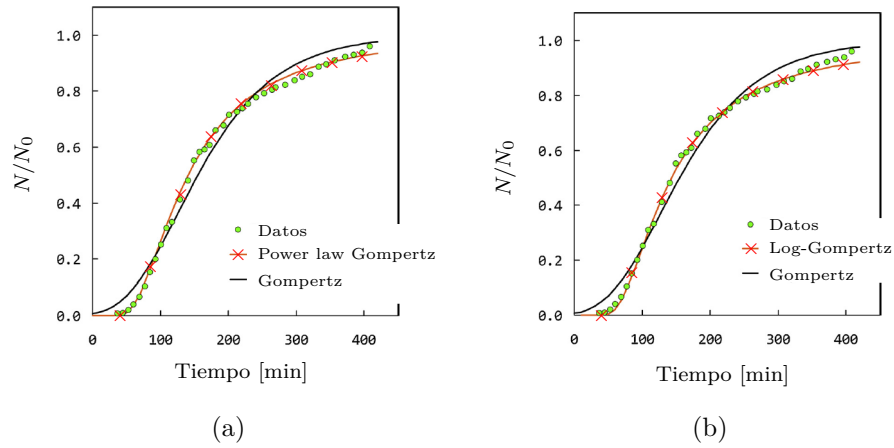 1.0
0.8
0.6
0.4
0.2
0.0
N/N0
Datos
Power law Gompertz
Gompertz
0 100 200 300 400
Tiempo [min]
(a)
1.0
0.8
0.6
0.4
0.2
0.0
N/N0
Datos
Log-Gompertz
Gompertz
0 100 200 300 400
Tiempo [min]
(b)